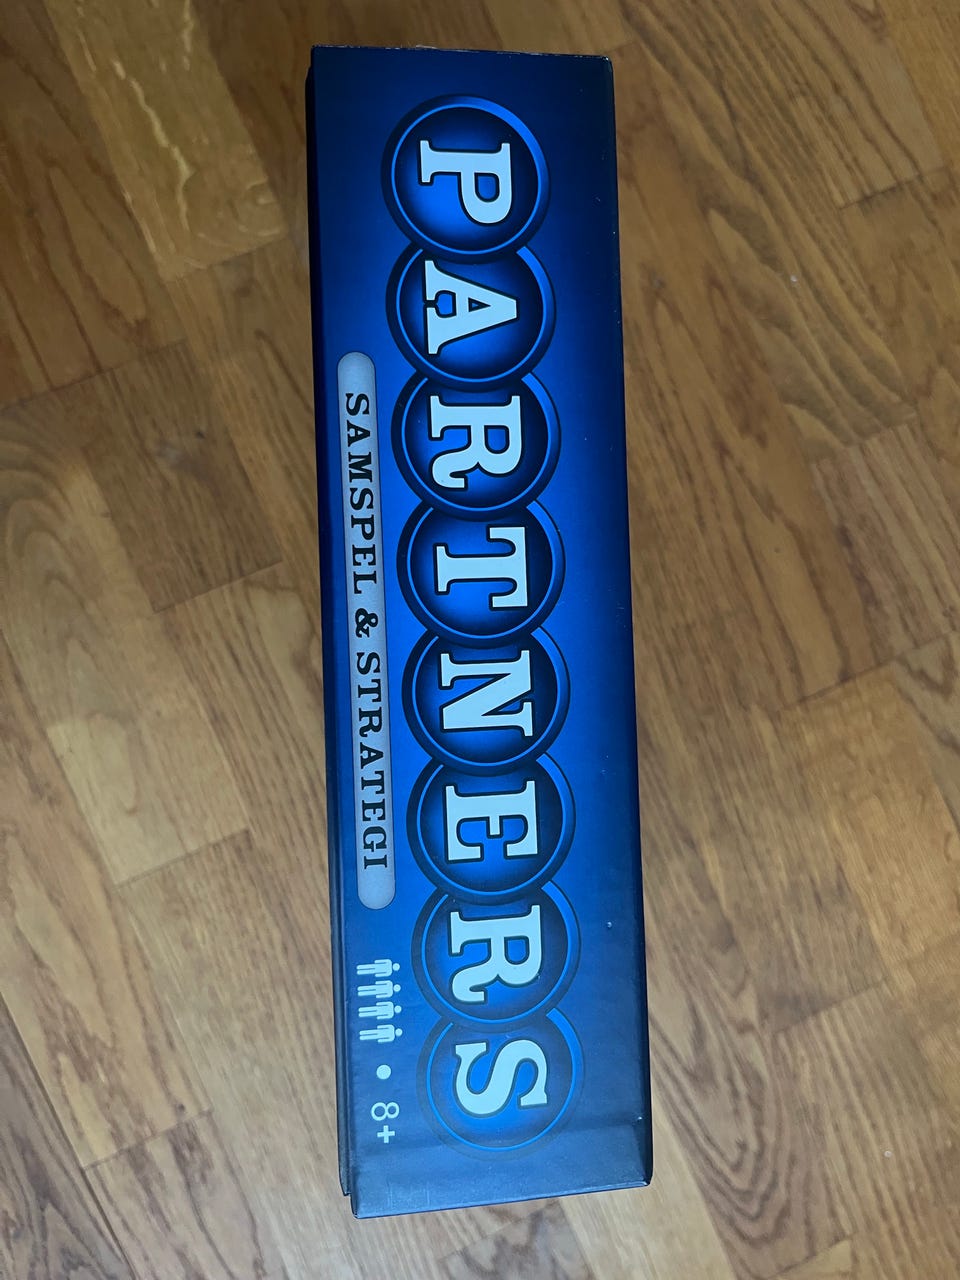 PARTNERS
SAMSPEL & STRATEGI
• 8+